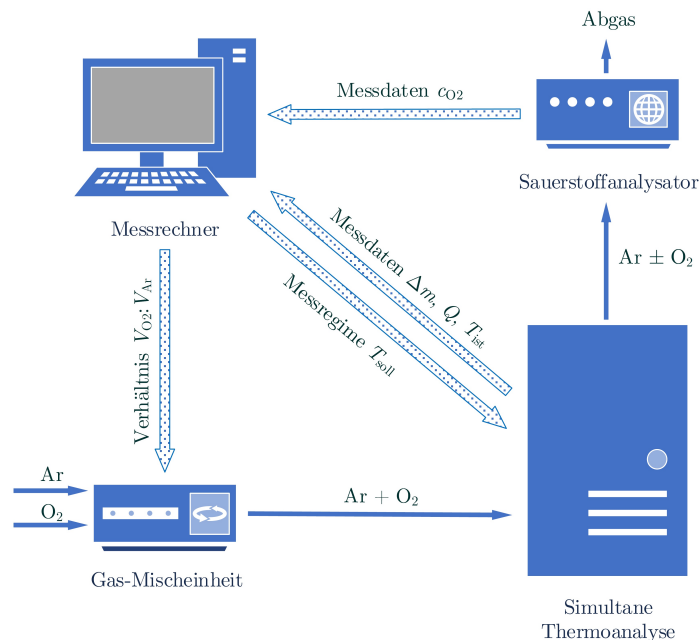 Abgas
Messdaten c_O2
Sauerstoffanalysator
Messrechner
Ar ± O₂
Messdaten Δm, Q, T_ist
Messregime T_soll
Verhältnis V_O2:V_Ar
Ar
O₂
Ar + O₂
Gas-Mischeinheit
Simultane
Thermoanalyse